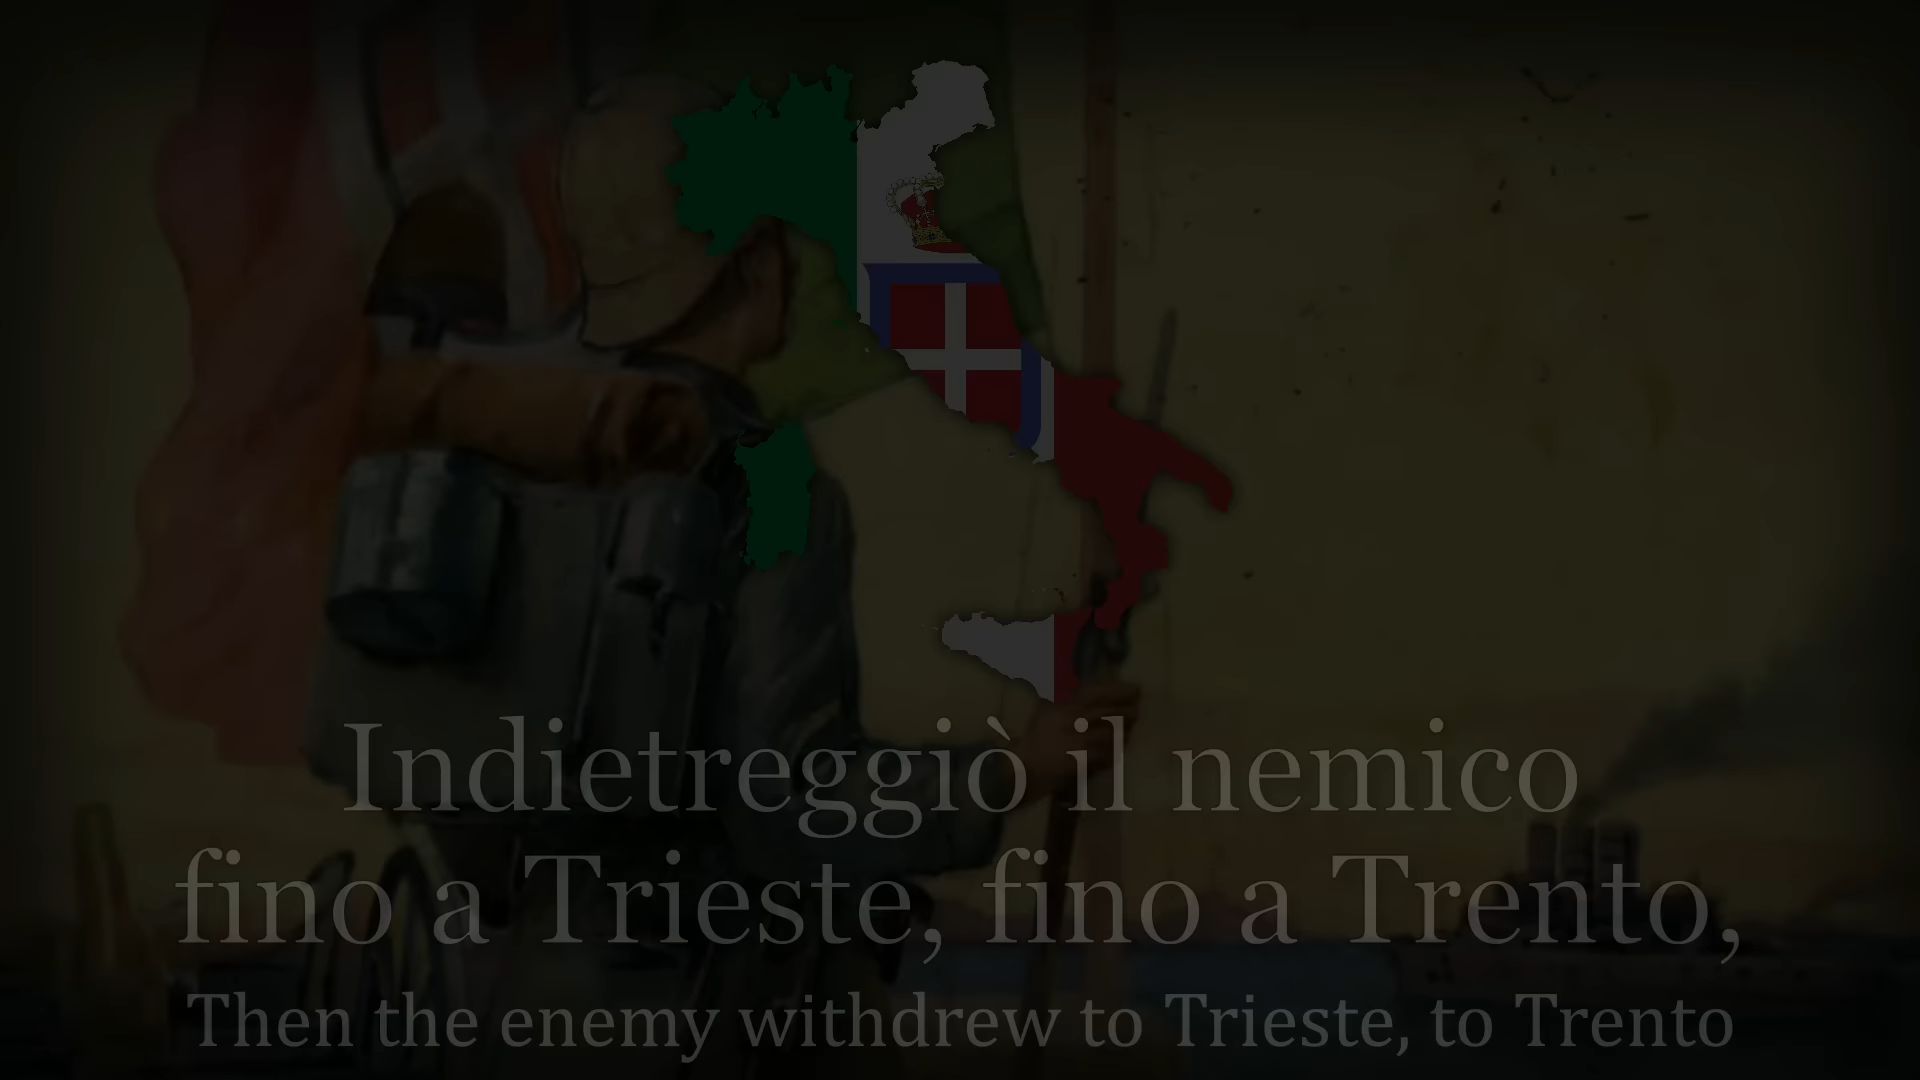 Indietreggiò il nemico
fino a Trieste, fino a Trento,
Then the enemy withdrew to Trieste, to Trento